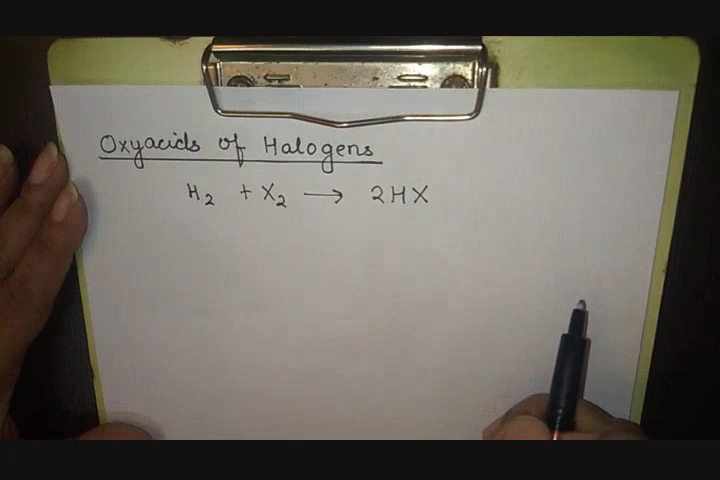 Oxyacids of Halogens
H₂ + X₂ ⟶ 2HX